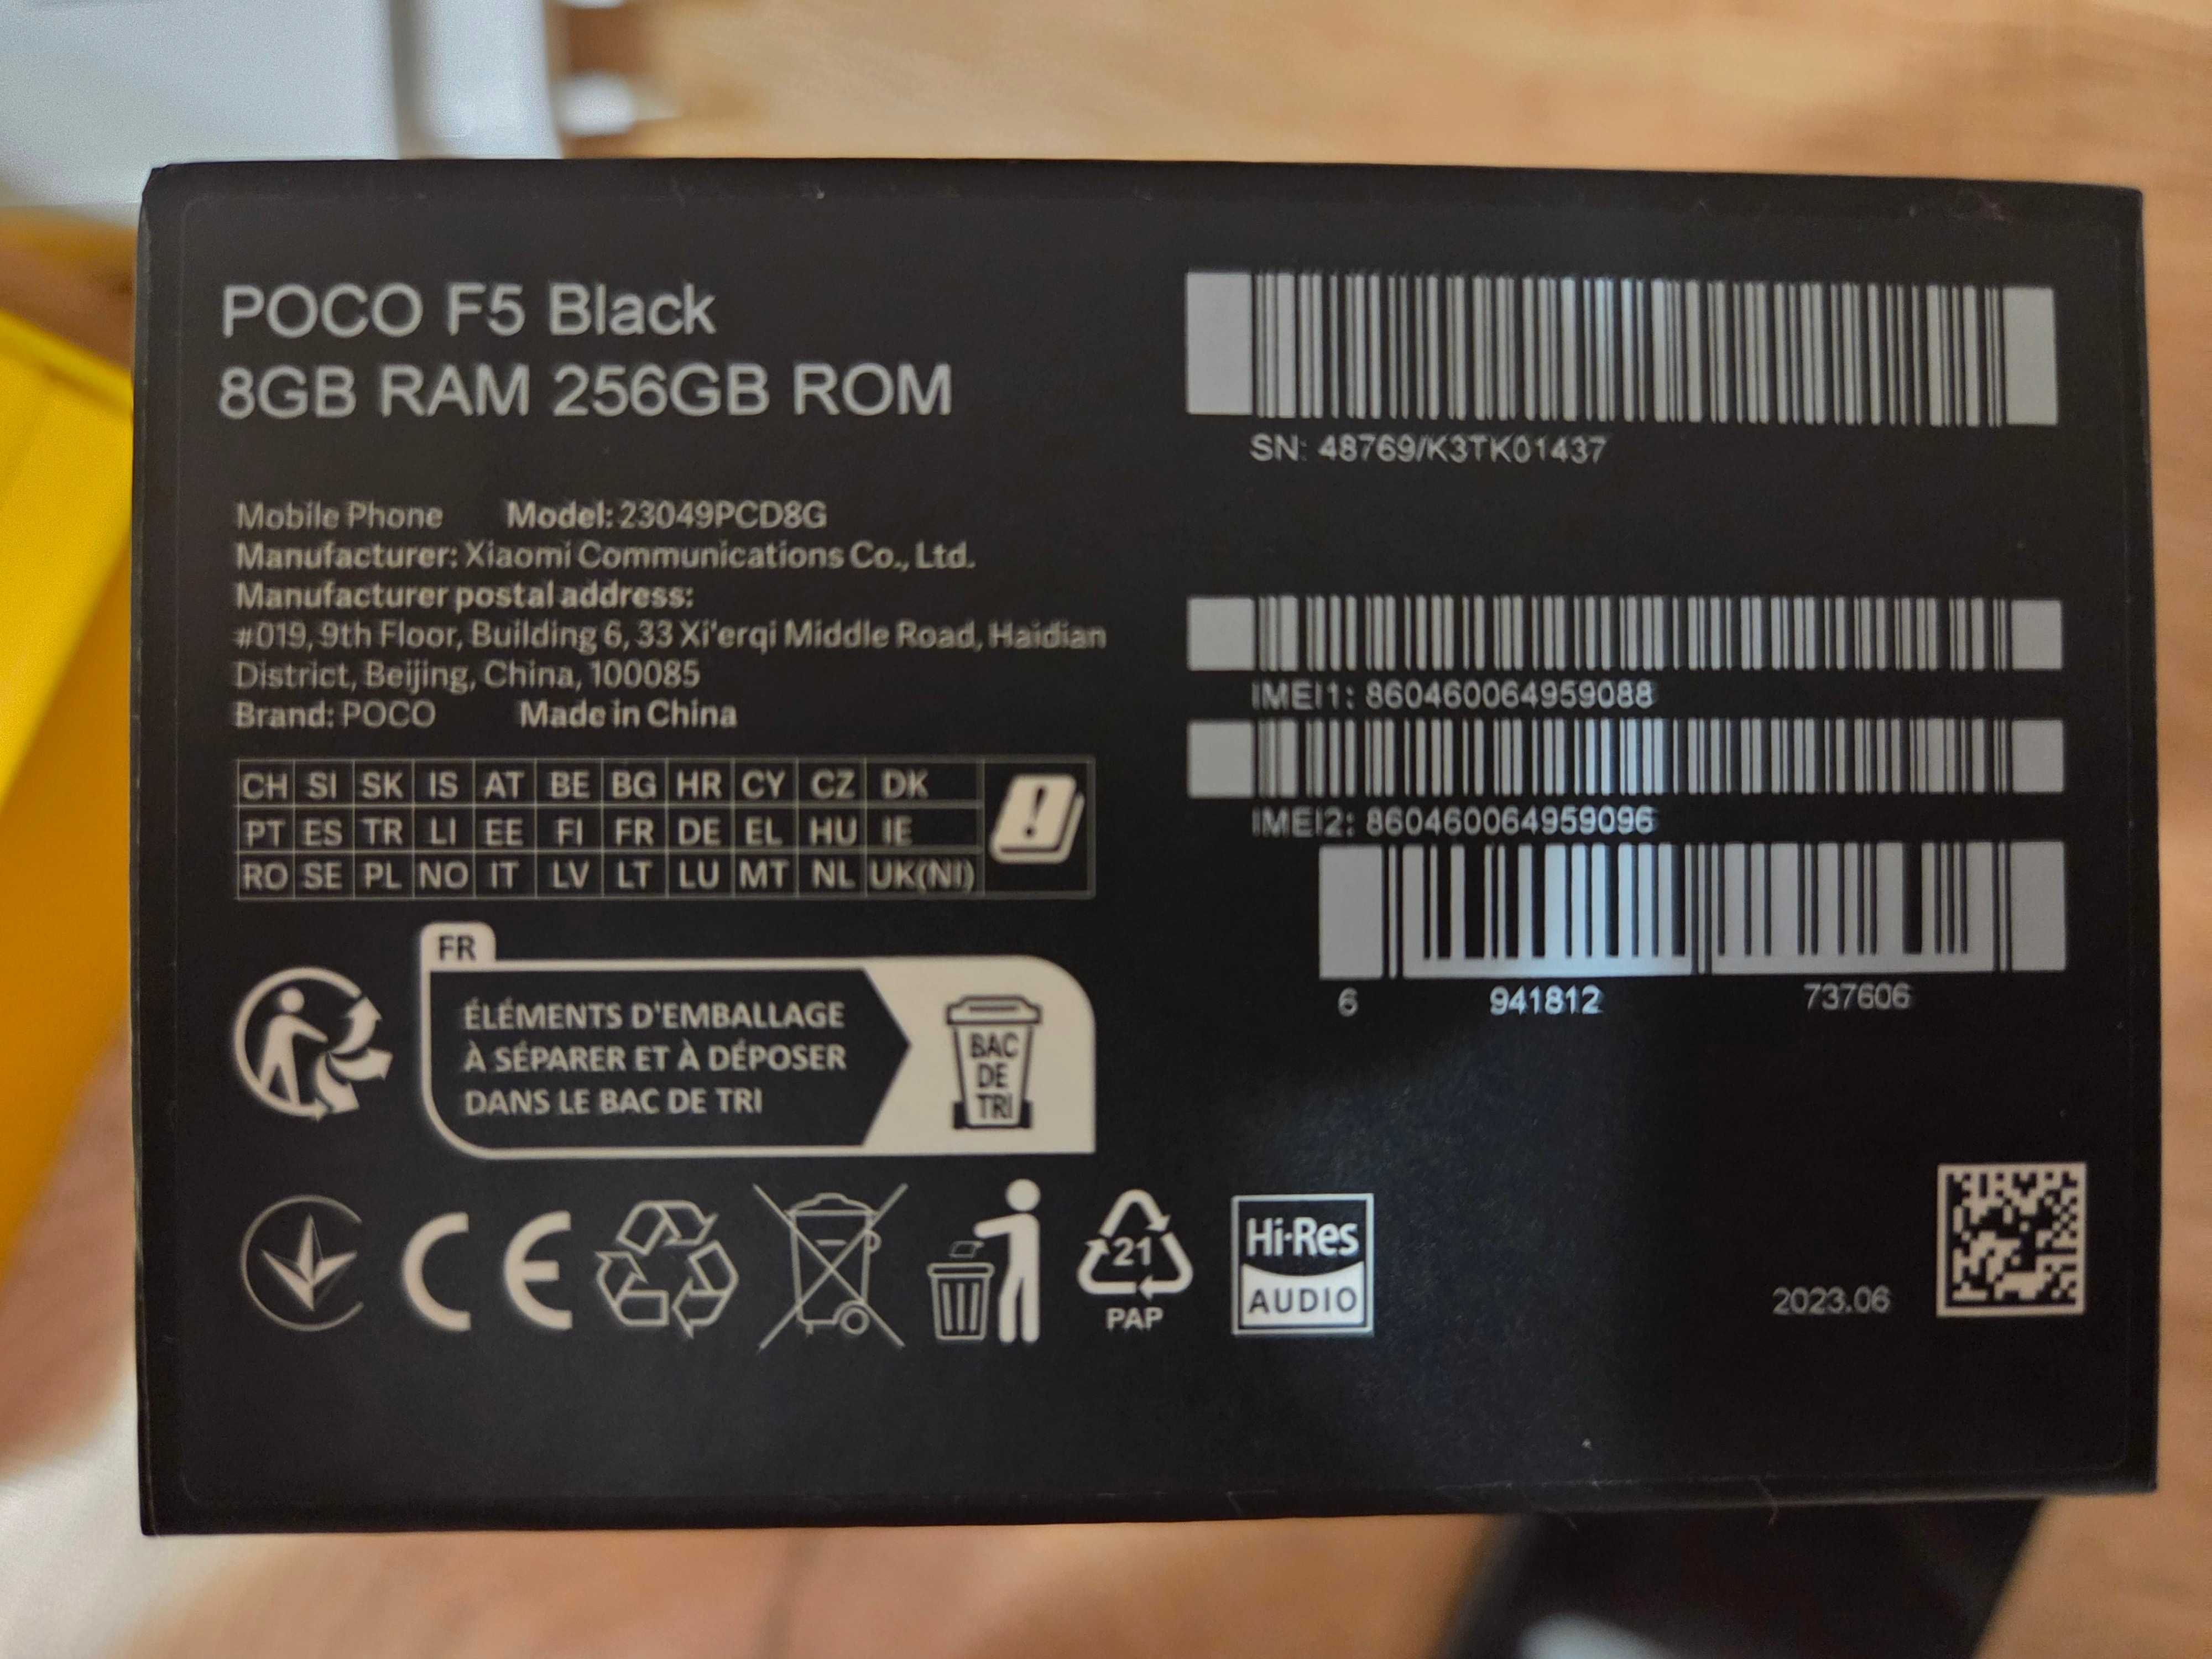 POCO F5 Black
8GB RAM 256GB ROM
Mobile Phone Model: 23049PCD8G
Manufacturer: Xiaomi Communications Co., Ltd.
Manufacturer postal address:
#019, 9th Floor, Building 6, 33 Xi'erqi Middle Road, Haidian
District, Beijing, China, 100085
Brand: POCO Made in China
CH SI SK IS AT BE BG HR CY CZ DK
PT ES TR LI EE FI FR DE EL HU IE
RO SE PL NO IT LV LT LU MT NL UK(NI)
FR
ÉLÉMENTS D'EMBALLAGE
À SÉPARER ET À DÉPOSER
DANS LE BAC DE TRI
BAC
DE
TRI
CE
21
PAP
Hi-Res
AUDIO
SN: 48769/K3TK01437
IMEI1: 860460064959088
IMEI2: 860460064959096
6 941812 737606
2023.06